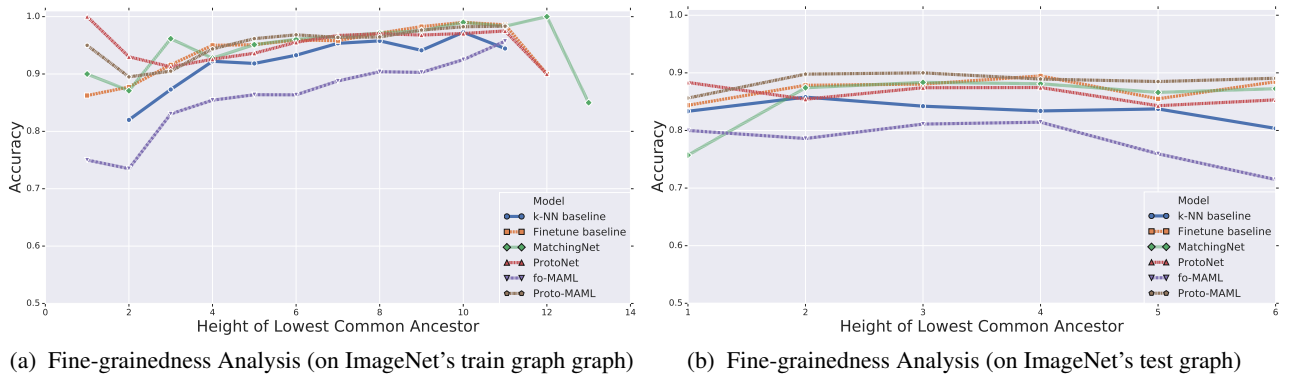 1.0
0.9
0.8
0.7
0.6
0.5
Accuracy
0 2 4 6 8 10 12 14
Height of Lowest Common Ancestor
Model
k-NN baseline
Finetune baseline
MatchingNet
ProtoNet
fo-MAML
Proto-MAML
(a) Fine-grainedness Analysis (on ImageNet's train graph graph)
1.0
0.9
0.8
0.7
0.6
0.5
Accuracy
1 2 3 4 5 6
Height of Lowest Common Ancestor
Model
k-NN baseline
Finetune baseline
MatchingNet
ProtoNet
fo-MAML
Proto-MAML
(b) Fine-grainedness Analysis (on ImageNet's test graph)